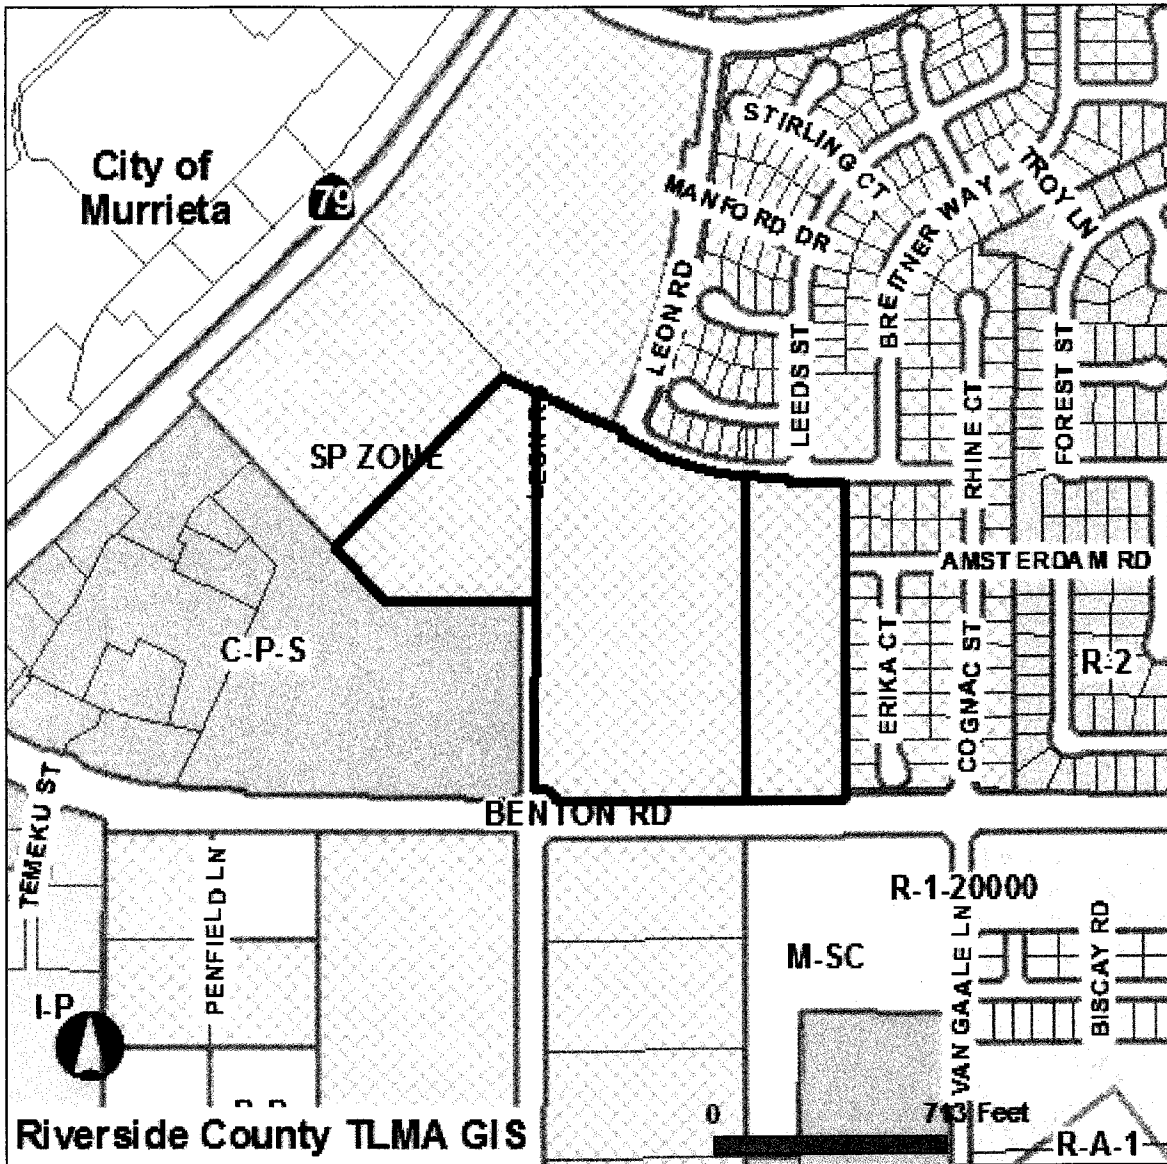 STIRLING CT
City of
Murrieta
79
MANFORD DR
TROY LN
BREITNER WAY
LEON RD
LEEDS ST
FOREST ST
RHINE CT
SP ZONE
AMSTERDAM RD
C-P-S
ERIKA CT
COGNAC ST
R-2
BENTON RD
TEMEKU ST
PENFIELD LN
R-1-20000
M-SC
VAN GAALE LN
BISCAY RD
I-P
0
713 Feet
Riverside County TLMA GIS
R-A-1